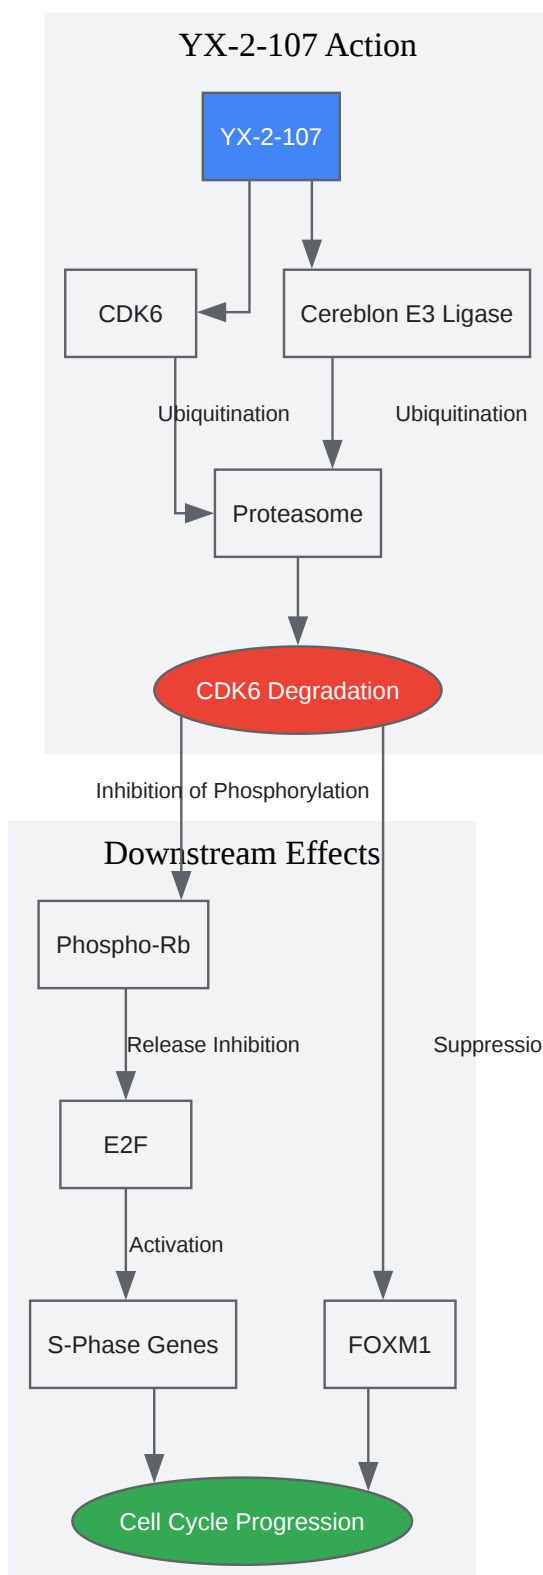 YX-2-107 Action
YX-2-107
CDK6
Cereblon E3 Ligase
Ubiquitination
Ubiquitination
Proteasome
CDK6 Degradation
Inhibition of Phosphorylation
Downstream Effects
Phospho-Rb
Release Inhibition
Suppressio
E2F
Activation
S-Phase Genes
FOXM1
Cell Cycle Progression